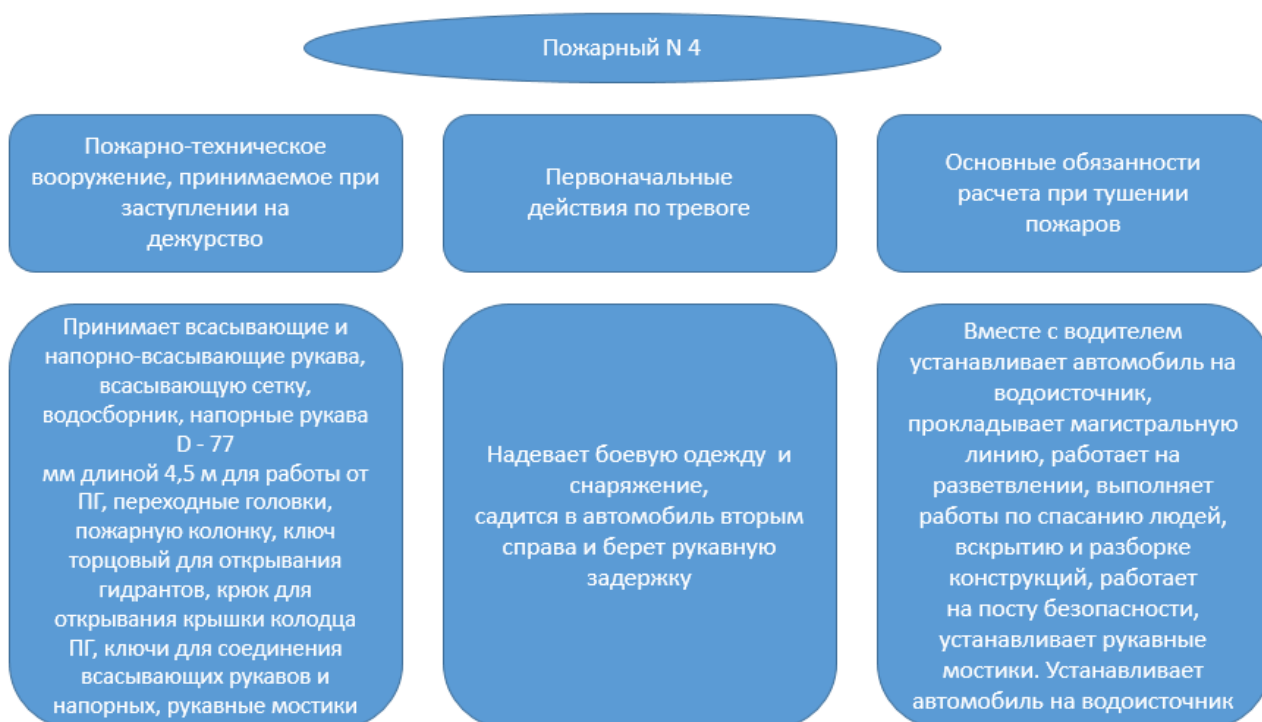 Пожарный N 4
Пожарно-техническое
вооружение, принимаемое при
заступлении на
дежурство
Первоначальные
действия по тревоге
Основные обязанности
расчета при тушении
пожаров
Принимает всасывающие и
напорно-всасывающие рукава,
всасывающую сетку,
водосборник, напорные рукава
D - 77
мм длиной 4,5 м для работы от
ПГ, переходные головки,
пожарную колонку, ключ
торцовый для открывания
гидрантов, крюк для
открывания крышки колодца
ПГ, ключи для соединения
всасывающих рукавов и
напорных, рукавные мостики
Надевает боевую одежду и
снаряжение,
садится в автомобиль вторым
справа и берет рукавную
задержку
Вместе с водителем
устанавливает автомобиль на
водоисточник,
прокладывает магистральную
линию, работает на
разветвлении, выполняет
работы по спасанию людей,
вскрытию и разборке
конструкций, работает
на посту безопасности,
устанавливает рукавные
мостики. Устанавливает
автомобиль на водоисточник